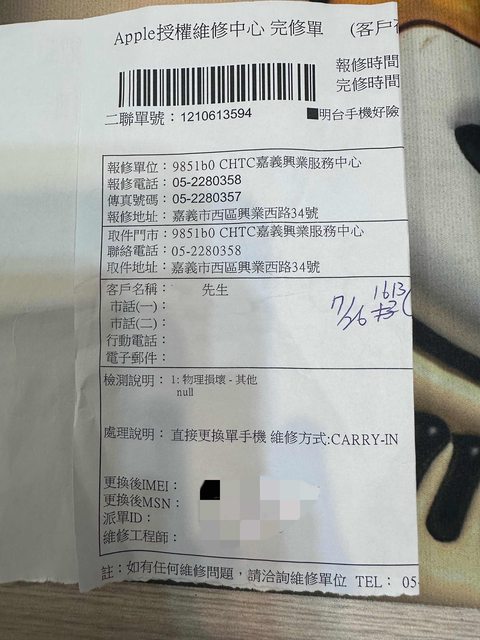 Apple授權維修中心 完修單 (客戶
報修時間
完修時間
二聯單號：1210613594
■明台手機好險
報修單位：9851b0 CHTC嘉義興業服務中心
報修電話：05-2280358
傳真號碼：05-2280357
報修地址：嘉義市西區興業西路34號
取件門市：9851b0 CHTC嘉義興業服務中心
聯絡電話：05-2280358
取件地址：嘉義市西區興業西路34號
客戶名稱： 先生
市話(一)：
市話(二)：
行動電話：
電子郵件：
7/26 1613
檢測說明：1: 物理損壞 - 其他
null
處理說明：直接更換單手機 維修方式:CARRY-IN
更換後IMEI：
更換後MSN：
派單ID：
維修工程師：
註：如有任何維修問題，請洽詢維修單位 TEL： 05-